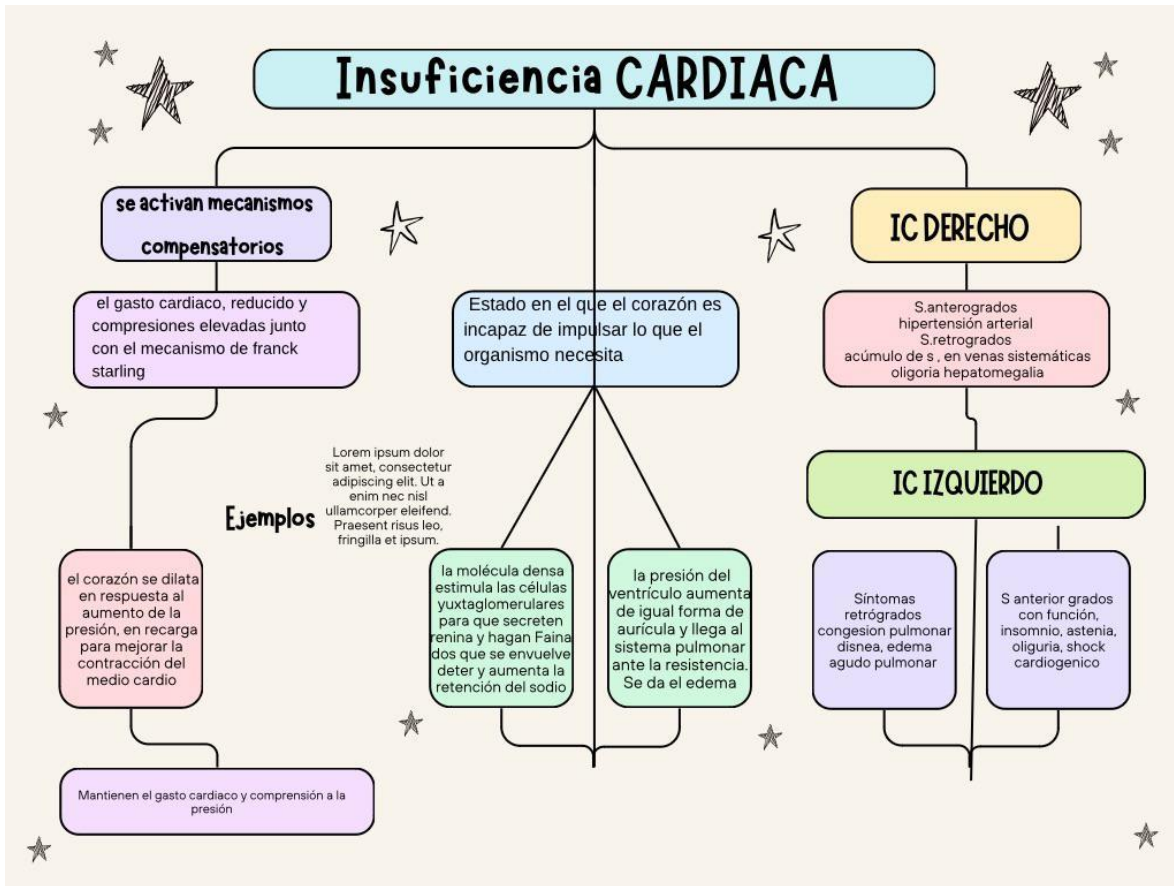 Insuficiencia CARDIACA
se activan mecanismos
compensatorios
el gasto cardiaco, reducido y
compresiones elevadas junto
con el mecanismo de franck
starling
el corazón se dilata
en respuesta al
aumento de la
presión, en recarga
para mejorar la
contracción del
medio cardio
Mantienen el gasto cardiaco y comprensión a la
presión
Estado en el que el corazón es
incapaz de impulsar lo que el
organismo necesita
Ejemplos
Lorem ipsum dolor
sit amet, consectetur
adipiscing elit. Ut a
enim nec nisl
ullamcorper eleifend.
Praesent risus leo,
fringilla et ipsum.
la molécula densa
estimula las células
yuxtaglomerulares
para que secreten
renina y hagan Faina
dos que se envuelve
deter y aumenta la
retención del sodio
la presión del
ventrículo aumenta
de igual forma de
aurícula y llega al
sistema pulmonar
ante la resistencia.
Se da el edema
IC DERECHO
S.anterogrados
hipertensión arterial
S.retrogrados
acúmulo de s , en venas sistemáticas
oligoria hepatomegalia
IC IZQUIERDO
Síntomas
retrógrados
congesion pulmonar
disnea, edema
agudo pulmonar
S anterior grados
con función,
insomnio, astenia,
oliguria, shock
cardiogenico